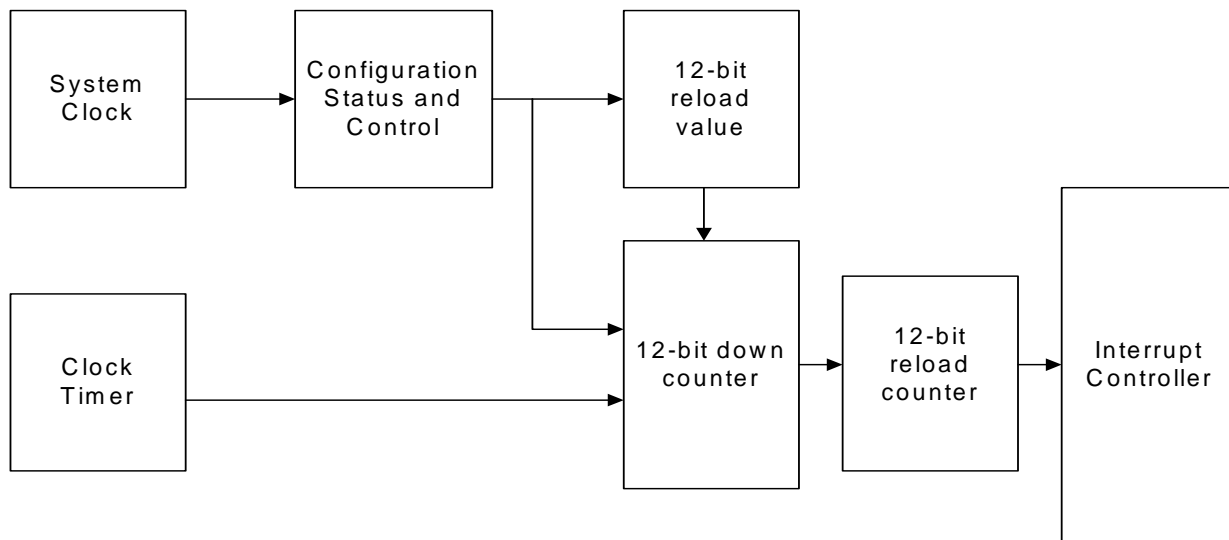 System
Clock
Configuration
Status and
Control
12-bit
reload
value
Clock
Timer
12-bit down
counter
12-bit
reload
counter
Interrupt
Controller